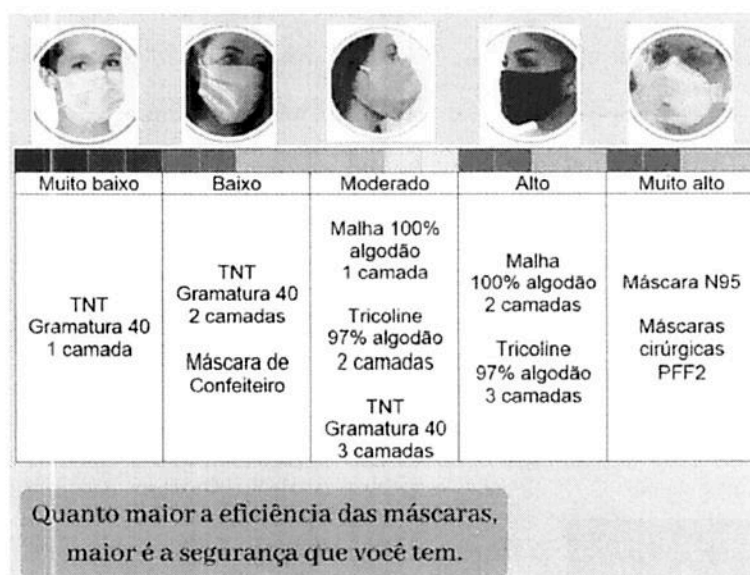 Muito baixo
Baixo
Moderado
Alto
Muito alto
TNT
Gramatura 40
1 camada
TNT
Gramatura 40
2 camadas
Máscara de
Confeiteiro
Malha 100%
algodão
1 camada
Tricoline
97% algodão
2 camadas
TNT
Gramatura 40
3 camadas
Malha
100% algodão
2 camadas
Tricoline
97% algodão
3 camadas
Máscara N95
Máscaras
cirúrgicas
PFF2
Quanto maior a eficiência das máscaras,
maior é a segurança que você tem.